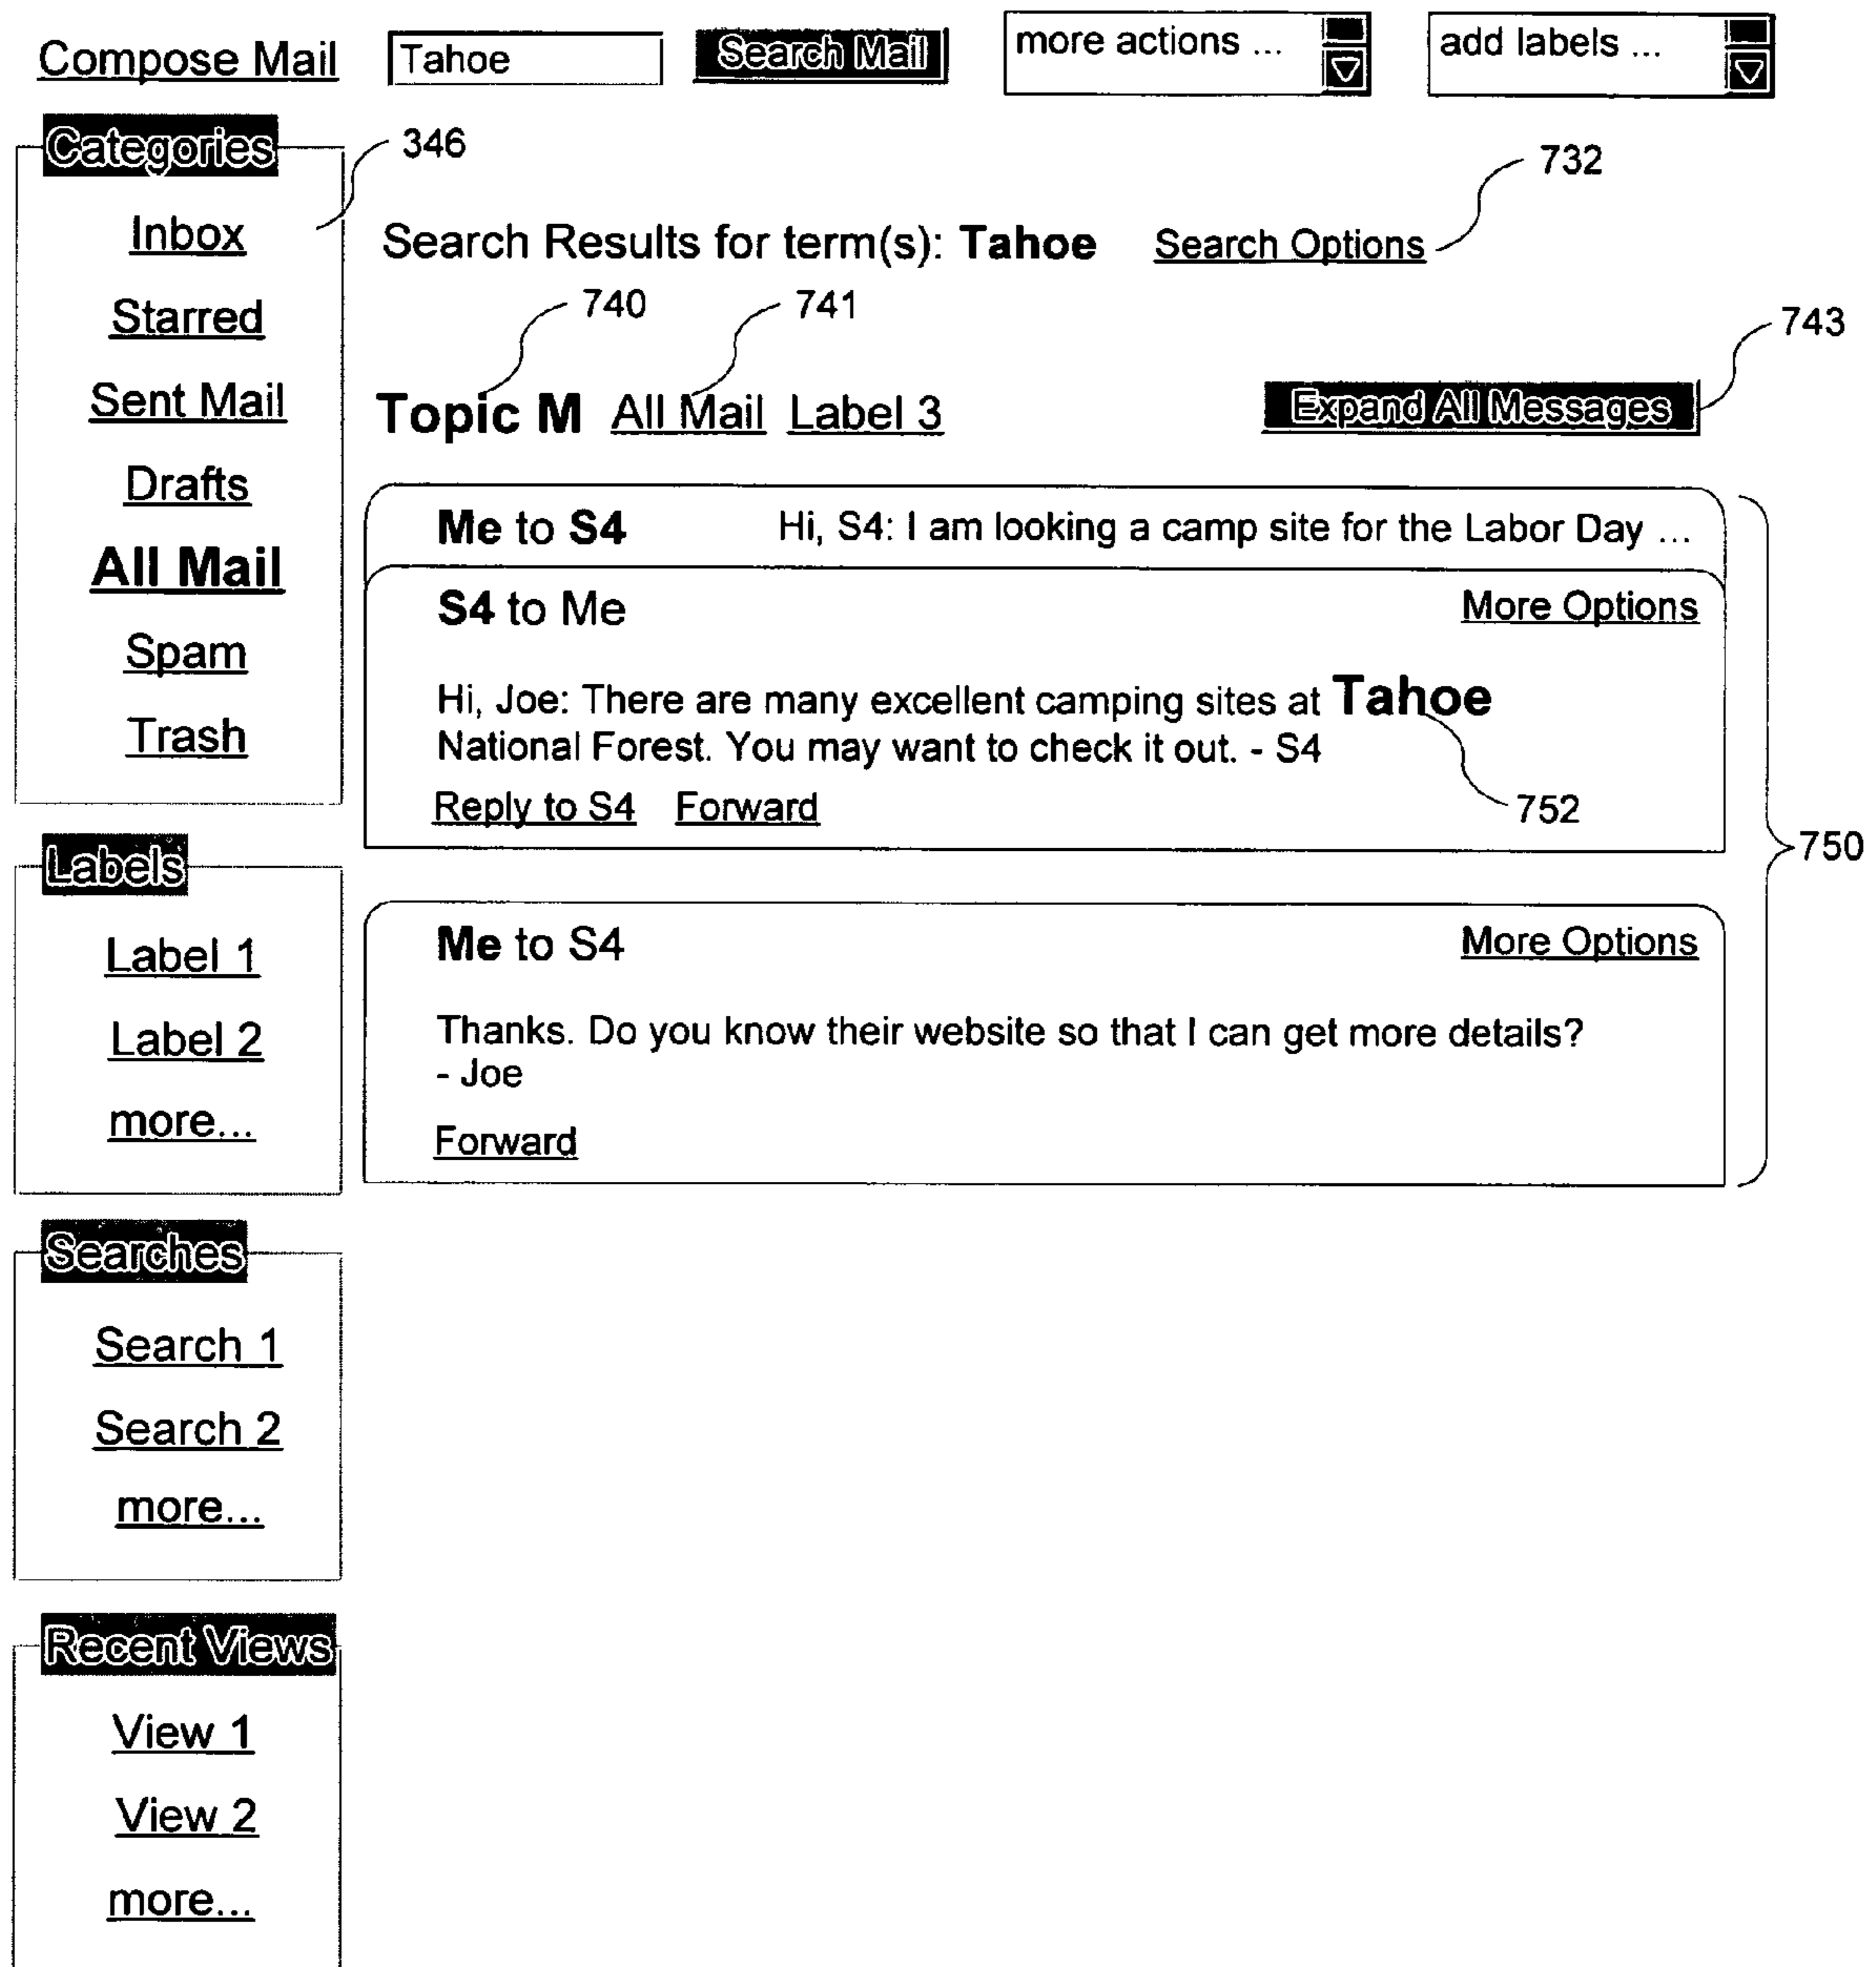 Compose Mail Tahoe Search Mail more actions ... add labels ...
Categories
346
732
Inbox
Search Results for term(s): Tahoe Search Options
740 741
Starred
743
Sent Mail
Topic M All Mail Label 3 Expand All Messages
Drafts
Me to S4 Hi, S4: I am looking a camp site for the Labor Day ...
All Mail
S4 to Me More Options
Spam
Hi, Joe: There are many excellent camping sites at Tahoe
National Forest. You may want to check it out. - S4
Trash
Reply to S4 Forward
752
750
Labels
Me to S4 More Options
Label 1
Thanks. Do you know their website so that I can get more details?
- Joe
Label 2
more...
Forward
Searches
Search 1
Search 2
more...
Recent Views
View 1
View 2
more...